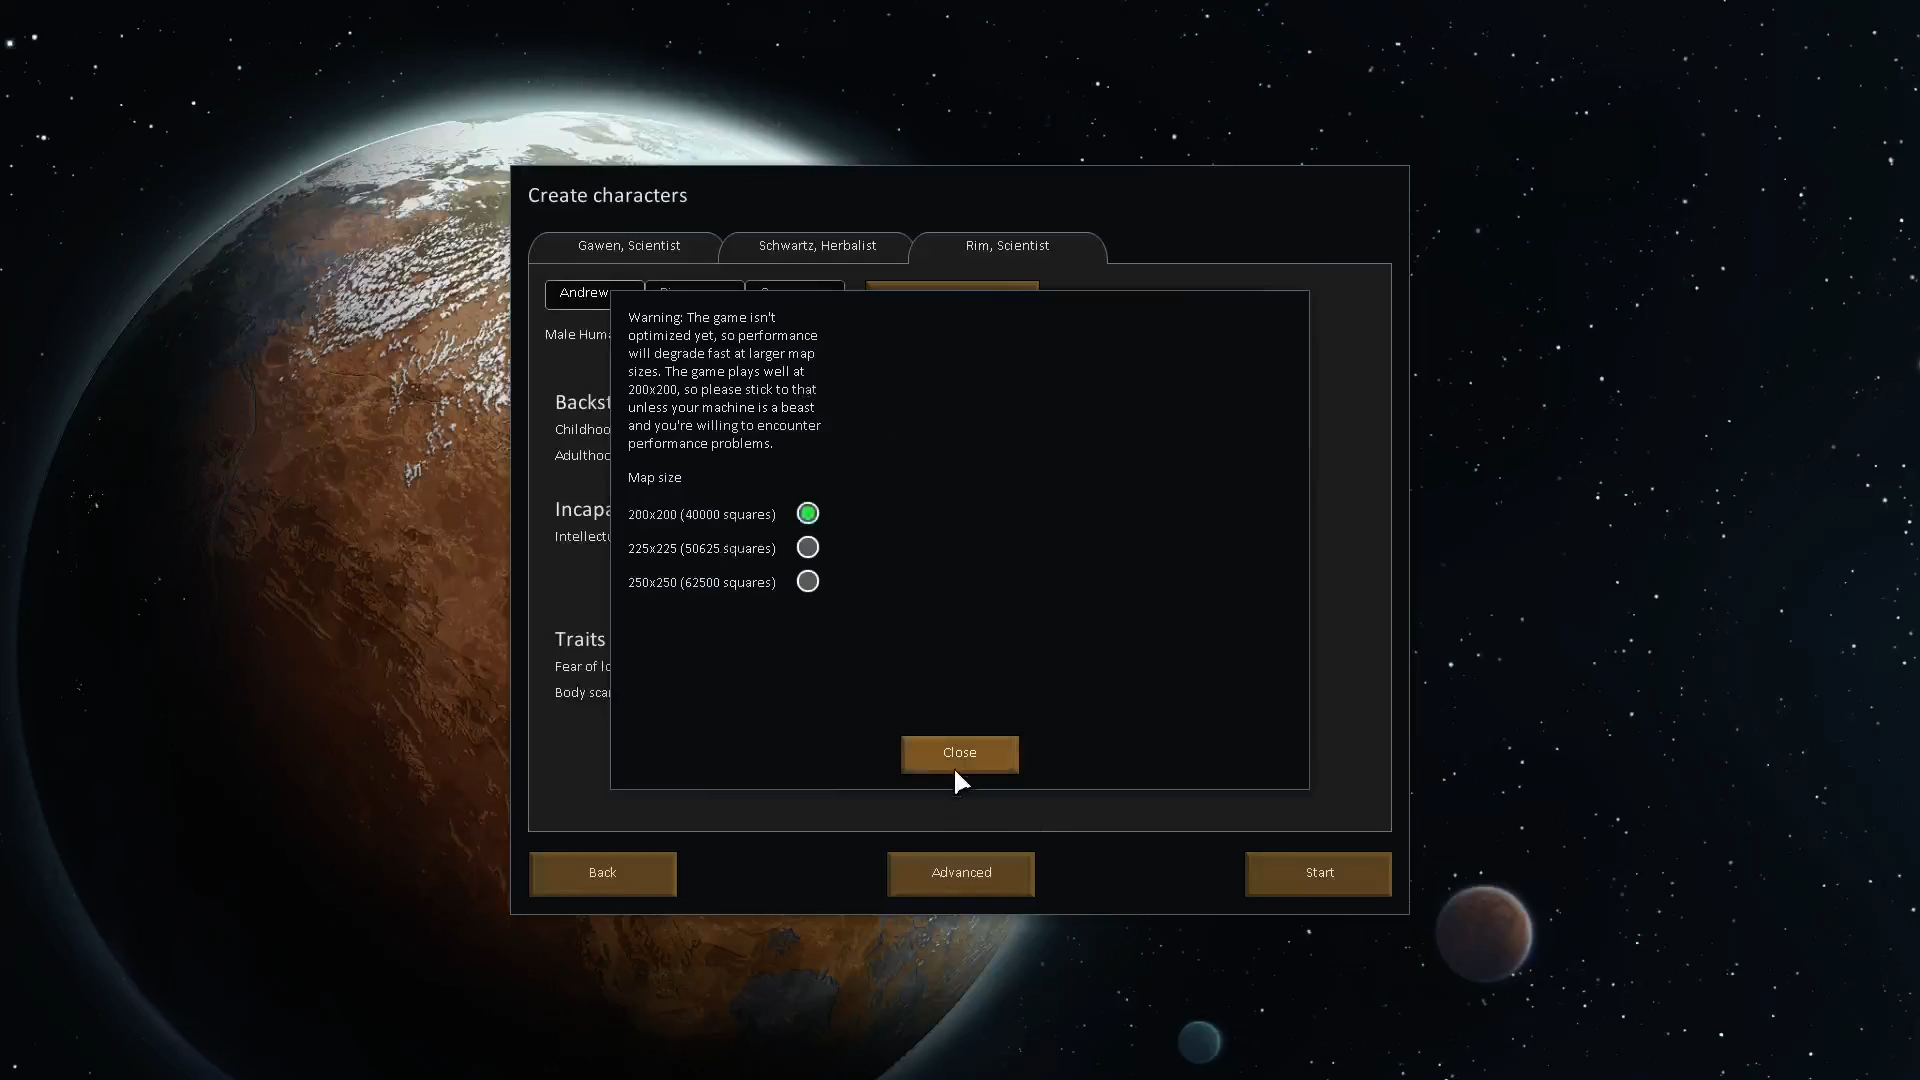 Create characters
Gawen, Scientist
Schwartz, Herbalist
Rim, Scientist
Andrew
Male Huma
Warning: The game isn't
optimized yet, so performance
will degrade fast at larger map
sizes. The game plays well at
200x200, so please stick to that
unless your machine is a beast
and you're willing to encounter
performance problems.
Backst
Childhoo
Adulthoo
Map size
Incapa
200x200 (40000 squares)
Intellectu
225x225 (50625 squares)
250x250 (62500 squares)
Traits
Fear of lo
Body scar
Close
Back
Advanced
Start